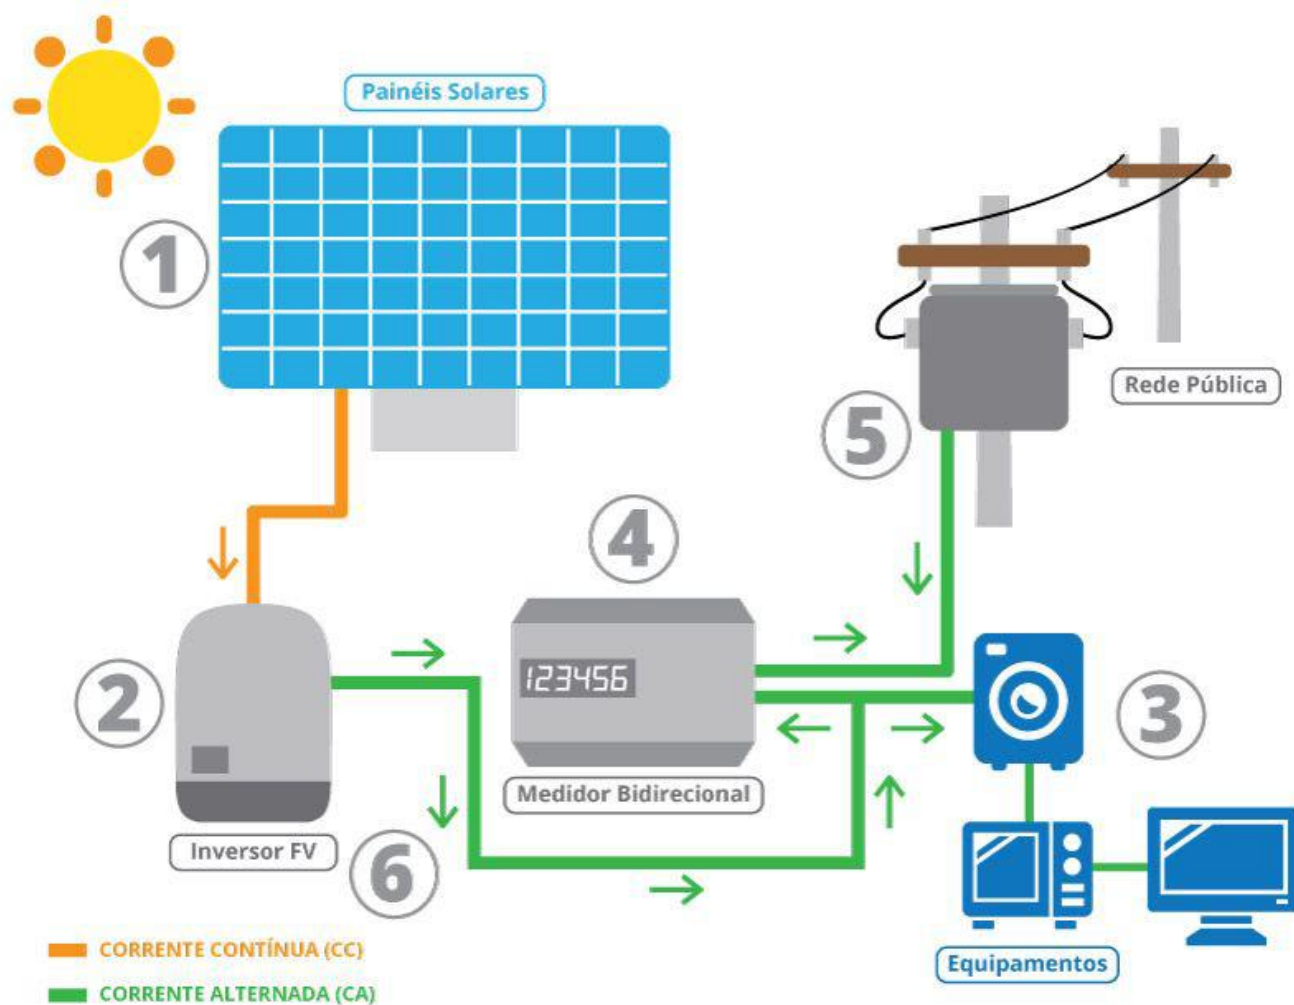 Painéis Solares
1
Rede Pública
5
4
123456
2
3
Medidor Bidirecional
Inversor FV
6
Equipamentos
CORRENTE CONTÍNUA (CC)
CORRENTE ALTERNADA (CA)